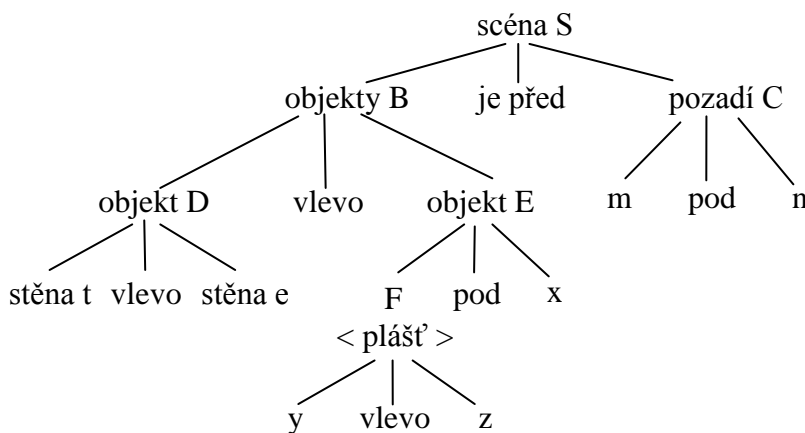 scéna S
objekty B je před pozadí C
objekt D vlevo objekt E m pod n
stěna t vlevo stěna e F pod x
< plášť >
y vlevo z